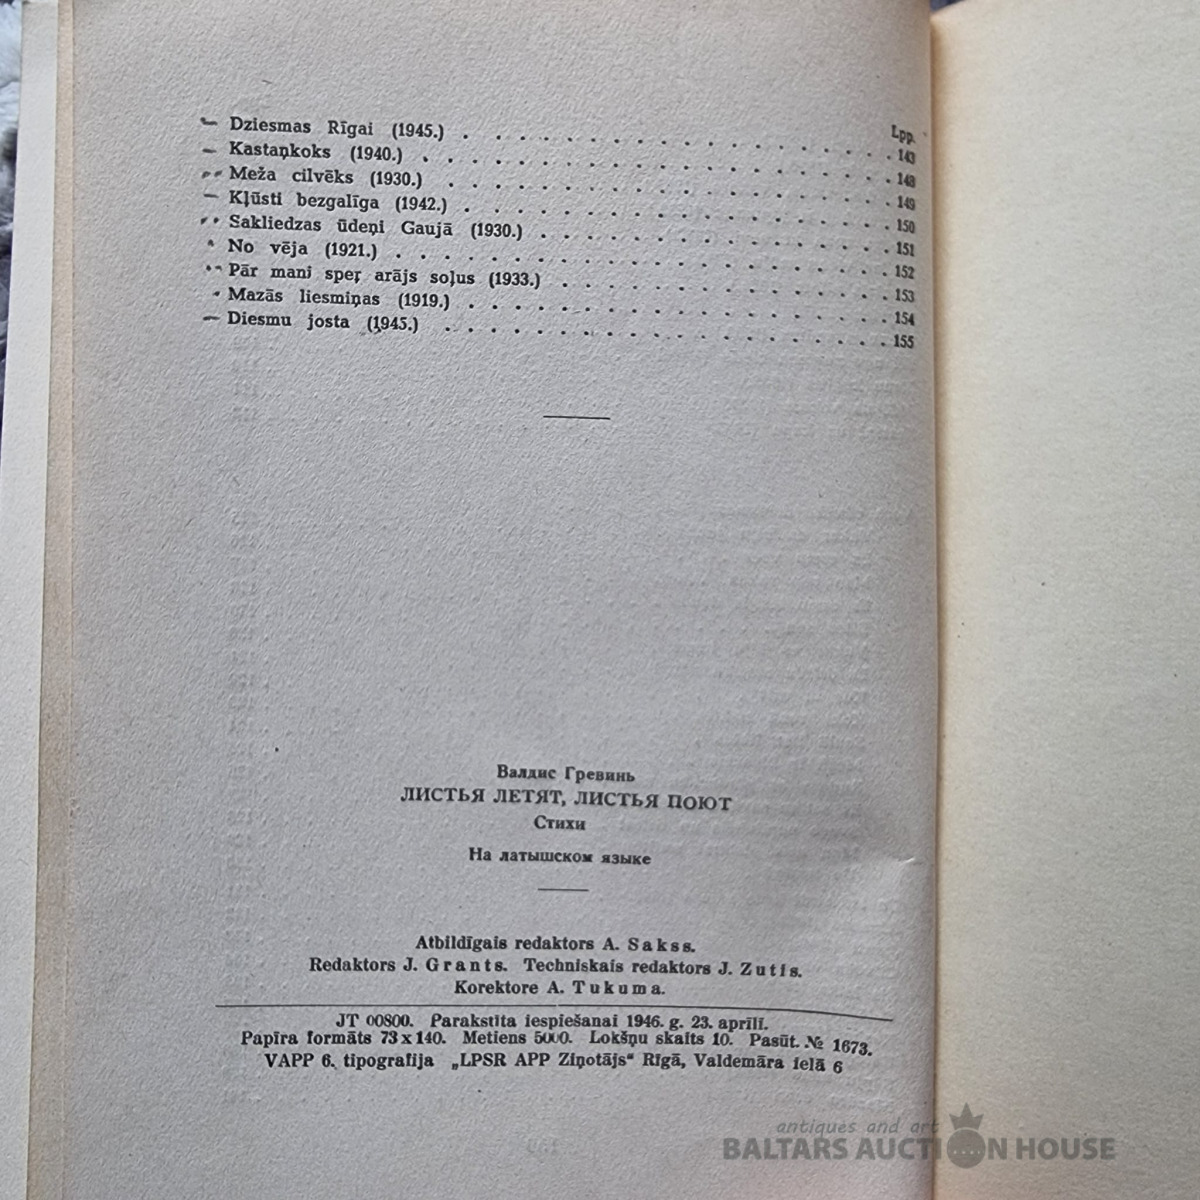 Lpp.
Dziesmas Rīgai (1945.) . . . . . . . . . . . . . 143
Kastaņkoks (1940.) . . . . . . . . . . . . . . 148
Meža cilvēks (1930.) . . . . . . . . . . . . . 149
Kļūsti bezgalīga (1942.) . . . . . . . . . . . . . 150
Sakliedzas ūdeņi Gaujā (1930.) . . . . . . . . . . . 151
No vēja (1921.) . . . . . . . . . . . . . . . 152
Pār mani sper arājs soļus (1933.) . . . . . . . . . . 153
Mazās liesmiņas (1919.) . . . . . . . . . . . . . 154
Diesmu josta (1945.) . . . . . . . . . . . . . 155
Валдис Гревинь
ЛИСТЬЯ ЛЕТЯТ, ЛИСТЬЯ ПОЮТ
Стихи
На латышском языке
Atbildīgais redaktors A. Sakss.
Redaktors J. Grants. Techniskais redaktors J. Zutis.
Korektore A. Tukuma.
JT 00800. Parakstīta iespiešanai 1946. g. 23. aprīlī.
Papīra formāts 73 x 140. Metiens 5000. Lokšņu skaits 10. Pasūt. № 1673.
VAPP 6. tipografija „LPSR APP Ziņotājs“ Rīgā, Valdemāra ielā 6
antiques and art
BALTARS AUCTION HOUSE